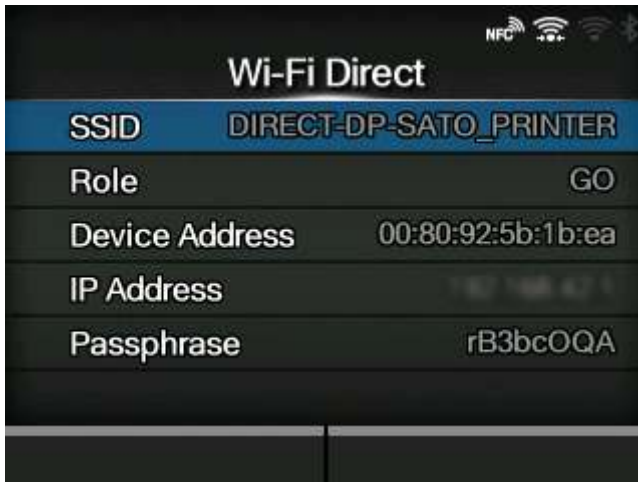 NFC
Wi-Fi Direct
SSID DIRECT-DP-SATO_PRINTER
Role GO
Device Address 00:80:92:5b:1b:ea
IP Address
Passphrase rB3bcOQA